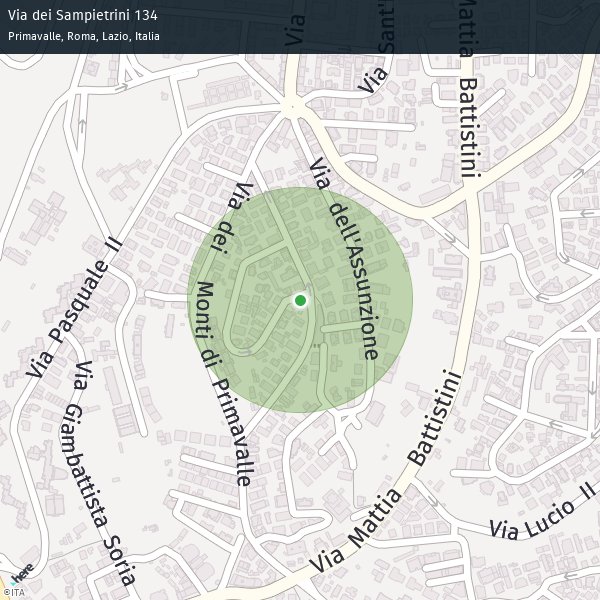 Via dei Sampietrini 134
Primavalle, Roma, Lazio, Italia
Via
Via Sant'
Mattia Battistini
Via dell'Assunzione
Via dei Monti di Primavalle
Via Pasquale II
Via Giambattista Soria
Via Mattia Battistini
Via Lucio II
here
©ITA